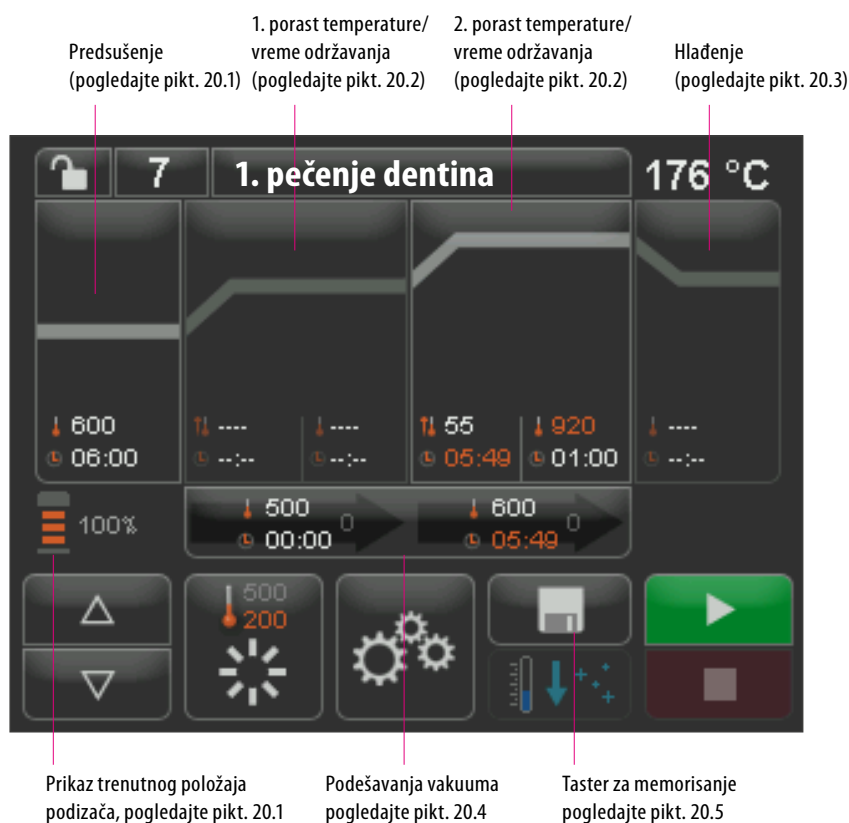 Predsušenje
(pogledajte pikt. 20.1)
1. porast temperature/
vreme održavanja
(pogledajte pikt. 20.2)
2. porast temperature/
vreme održavanja
(pogledajte pikt. 20.2)
Hlađenje
(pogledajte pikt. 20.3)
7
1. pečenje dentina
176 °C
600
06:00
----
--:--
----
--:--
55
05:49
920
01:00
----
--:--
100%
500
00:00
0
600
05:49
0
500
200
Prikaz trenutnog položaja
podizača, pogledajte pikt. 20.1
Podešavanja vakuuma
pogledajte pikt. 20.4
Taster za memorisanje
pogledajte pikt. 20.5